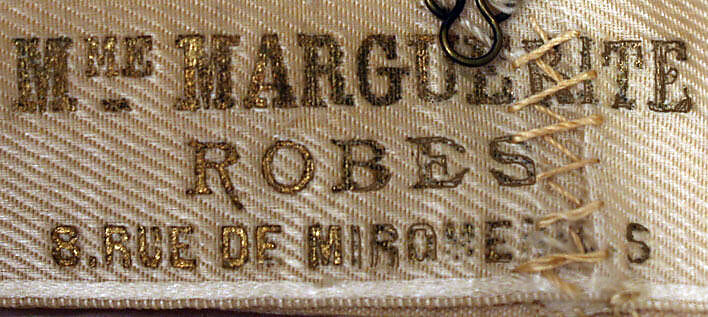 MME MARGUERITE
ROBES
8. RUE DE